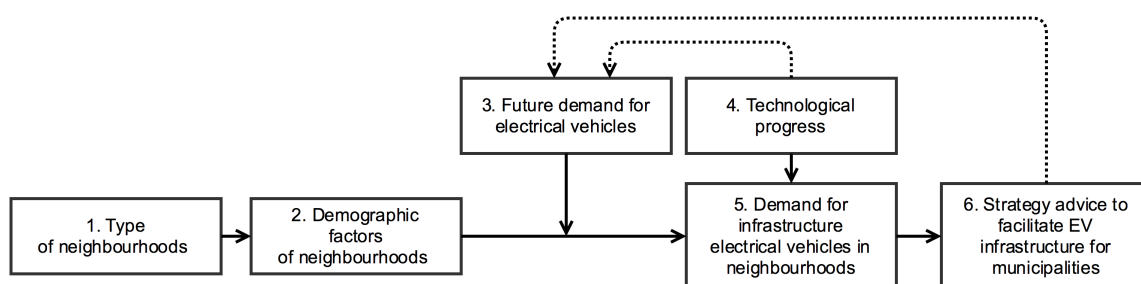 3. Future demand for
electrical vehicles
4. Technological
progress
1. Type
of neighbourhoods
2. Demographic
factors
of neighbourhoods
5. Demand for
infrastructure
electrical vehicles in
neighbourhoods
6. Strategy advice to
facilitate EV
infrastructure for
municipalities